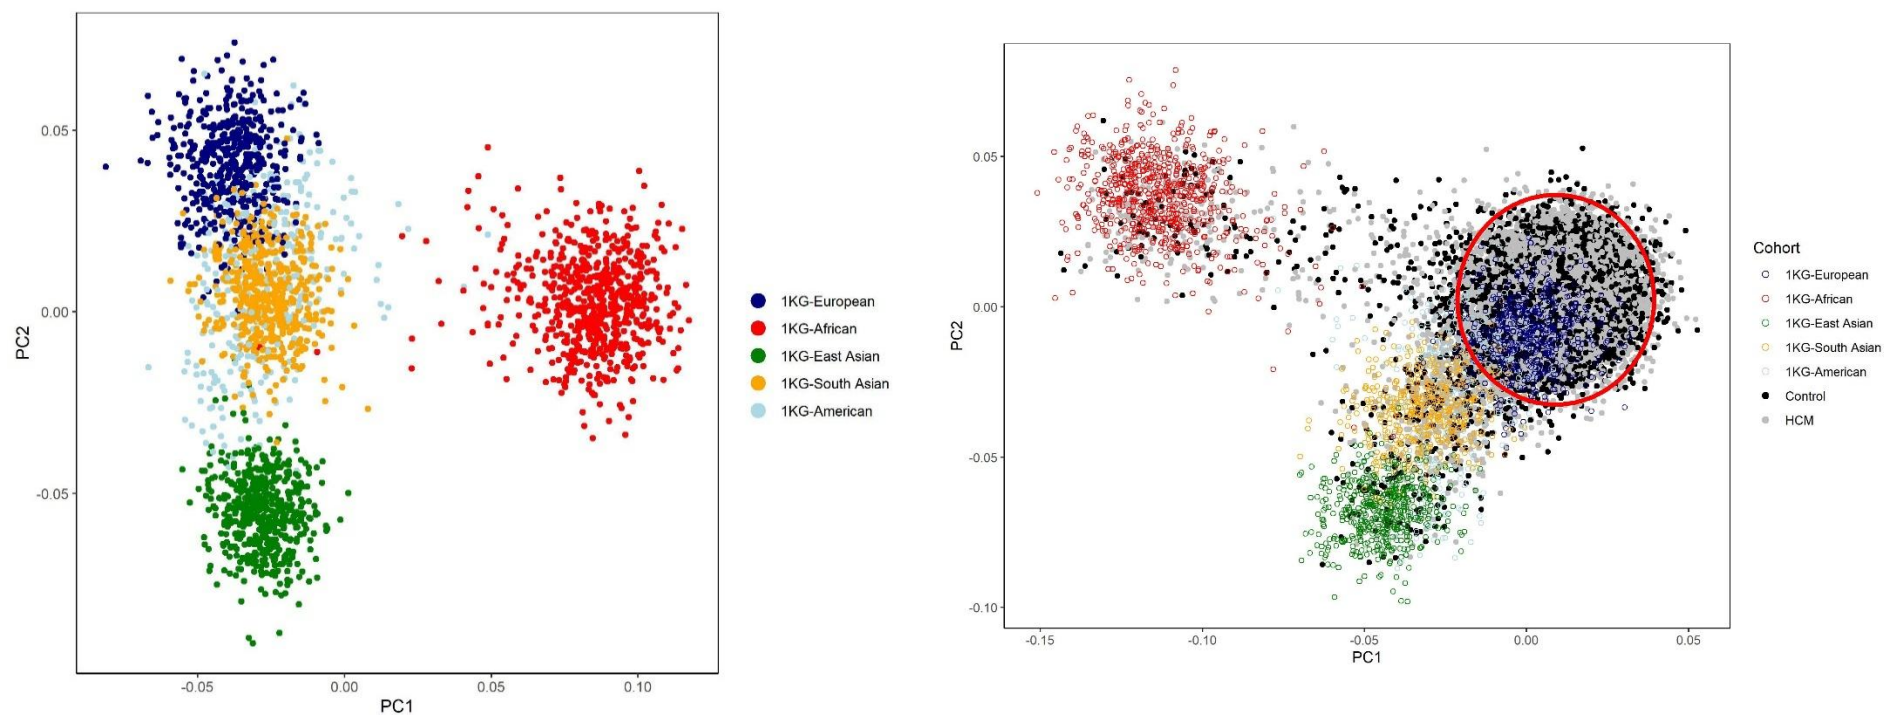 0.05
0.00
-0.05
PC2
-0.05
0.00
0.05
0.10
PC1
1KG-European
1KG-African
1KG-East Asian
1KG-South Asian
1KG-American
0.05
0.00
-0.05
-0.10
PC2
-0.15
-0.10
-0.05
0.00
0.05
PC1
Cohort
1KG-European
1KG-African
1KG-East Asian
1KG-South Asian
1KG-American
Control
HCM